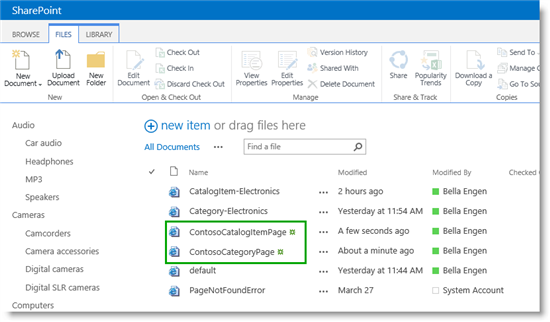 SharePoint
BROWSE FILES LIBRARY
New Document
Upload Document
New Folder
New
Edit Document
Check Out
Check In
Discard Check Out
Open & Check Out
View Properties
Edit Properties
Version History
Shared With
Delete Document
Manage
Share
Popularity Trends
Share & Track
Download a Copy
Send To
Manage C
Go To So
Copies
Audio
Car audio
Headphones
MP3
Speakers
Cameras
Camcorders
Camera accessories
Digital cameras
Digital SLR cameras
Computers
new item or drag files here
All Documents ... Find a file
Name Modified Modified By Checked
CatalogItem-Electronics ... 2 hours ago Bella Engen
Category-Electronics ... Yesterday at 11:54 AM Bella Engen
ContosoCatalogItemPage ... A few seconds ago Bella Engen
ContosoCategoryPage ... About a minute ago Bella Engen
default ... Yesterday at 11:44 AM Bella Engen
PageNotFoundError ... March 27 System Account